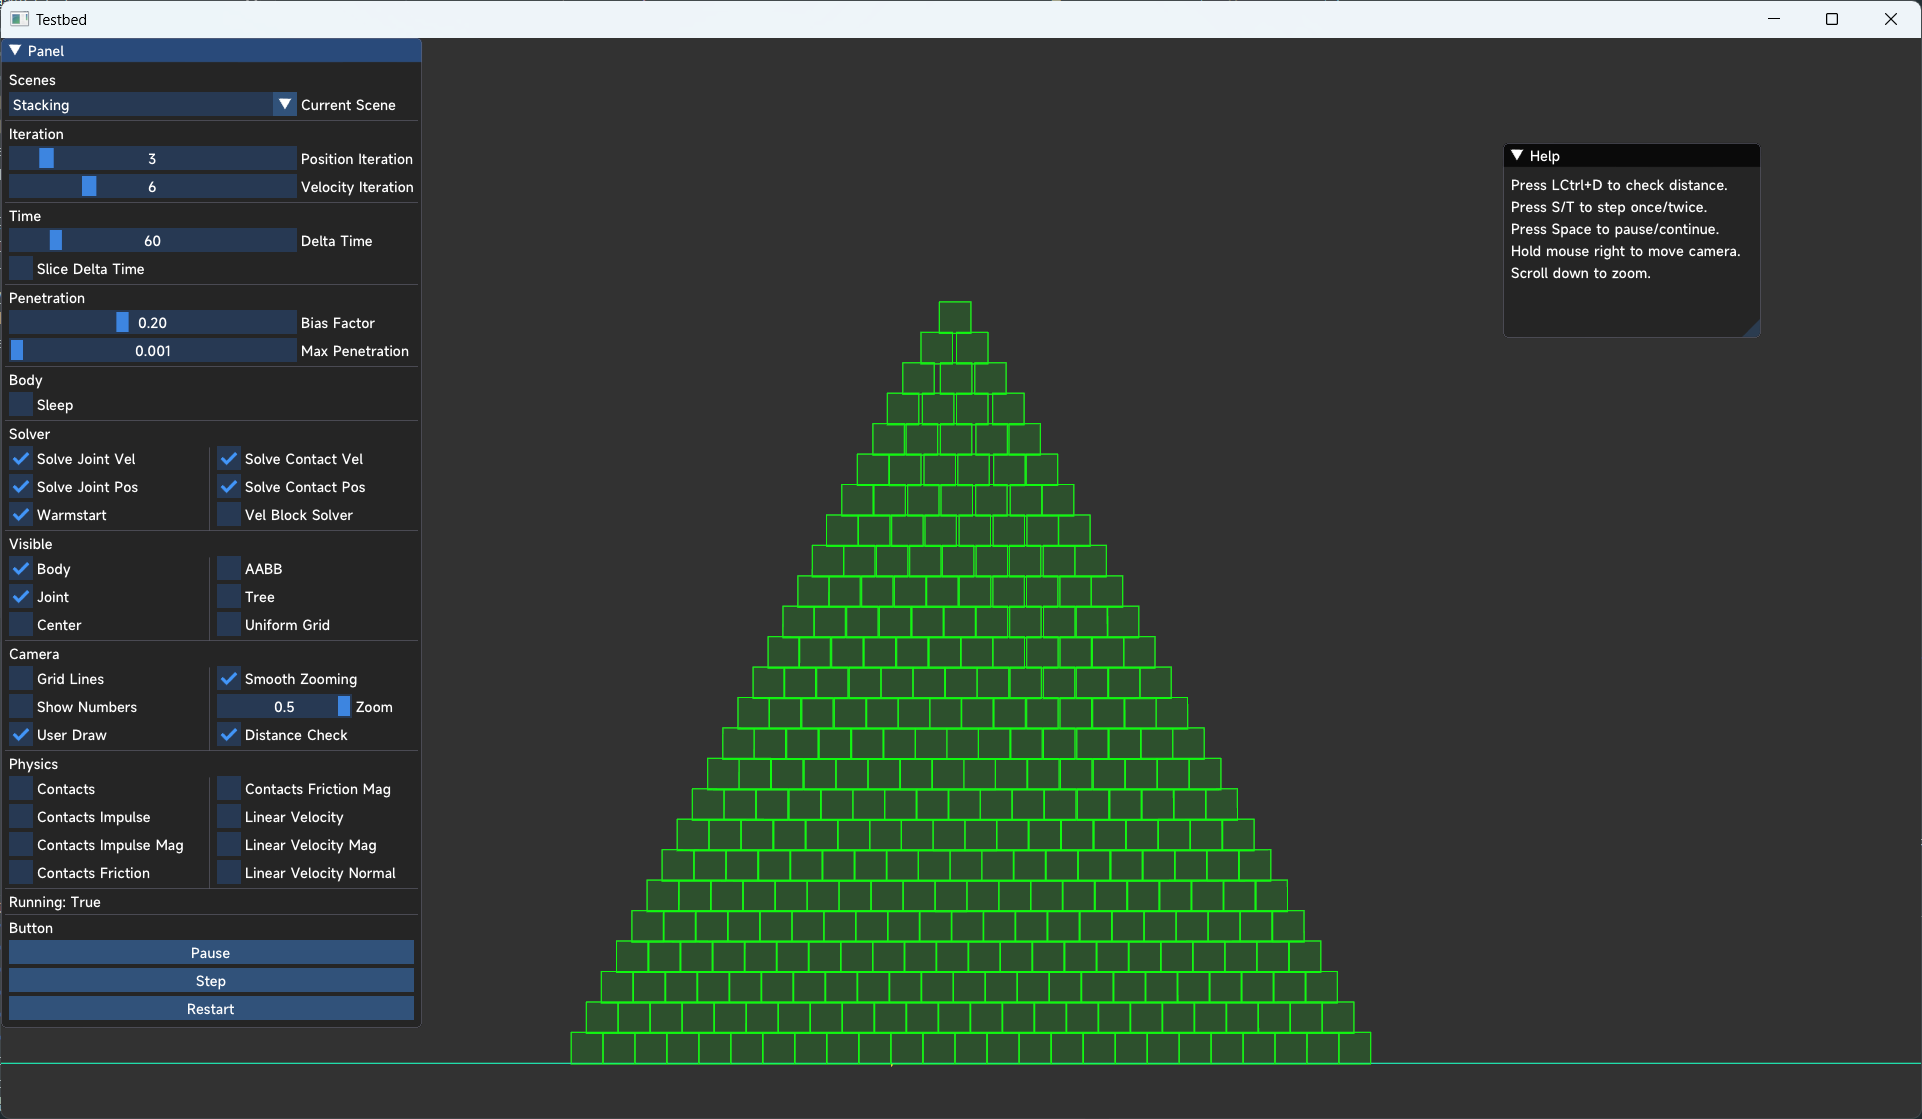 Testbed
Panel
Scenes
Stacking Current Scene
Iteration
3 Position Iteration
6 Velocity Iteration
Time
60 Delta Time
Slice Delta Time
Penetration
0.20 Bias Factor
0.001 Max Penetration
Body
Sleep
Solver
Solve Joint Vel Solve Contact Vel
Solve Joint Pos Solve Contact Pos
Warmstart Vel Block Solver
Visible
Body AABB
Joint Tree
Center Uniform Grid
Camera
Grid Lines Smooth Zooming
Show Numbers 0.5 Zoom
User Draw Distance Check
Physics
Contacts Contacts Friction Mag
Contacts Impulse Linear Velocity
Contacts Impulse Mag Linear Velocity Mag
Contacts Friction Linear Velocity Normal
Running: True
Button
Pause
Step
Restart
Help
Press LCtrl+D to check distance.
Press S/T to step once/twice.
Press Space to pause/continue.
Hold mouse right to move camera.
Scroll down to zoom.